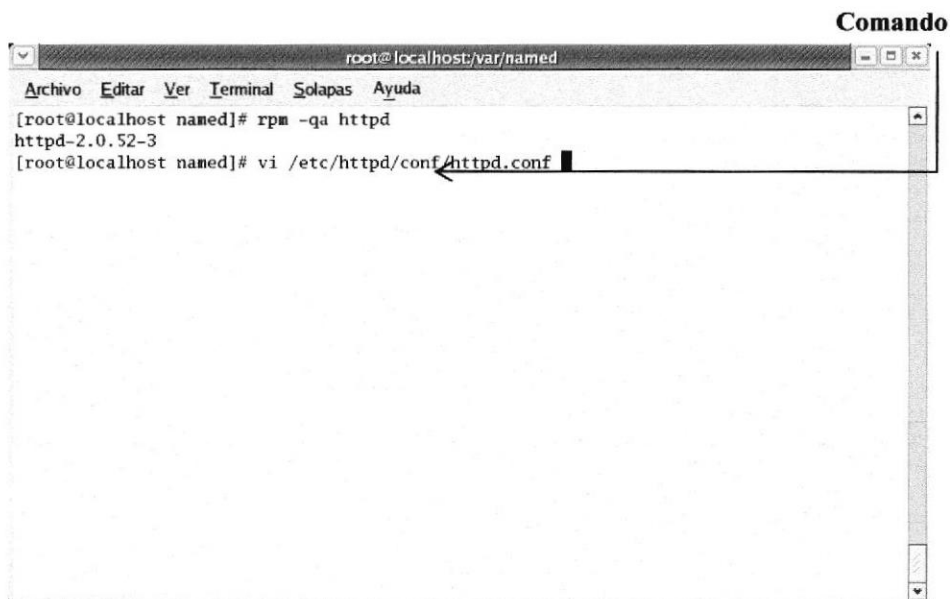 Comando
root@localhost:/var/named
Archivo Editar Ver Terminal Solapas Ayuda
[root@localhost named]# rpm -qa httpd
httpd-2.0.52-3
[root@localhost named]# vi /etc/httpd/conf/httpd.conf